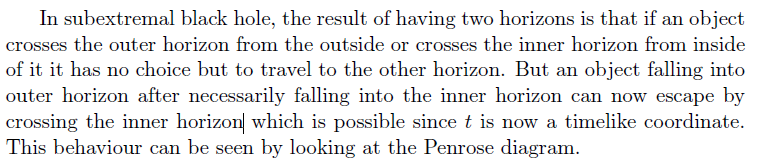 In subextremal black hole, the result of having two horizons is that if an object
crosses the outer horizon from the outside or crosses the inner horizon from inside
of it it has no choice but to travel to the other horizon. But an object falling into
outer horizon after necessarily falling into the inner horizon can now escape by
crossing the inner horizon which is possible since t is now a timelike coordinate.
This behaviour can be seen by looking at the Penrose diagram.